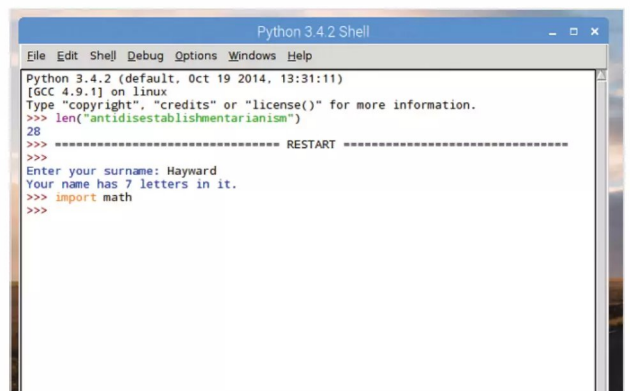 Python 3.4.2 Shell
File Edit Shell Debug Options Windows Help
Python 3.4.2 (default, Oct 19 2014, 13:31:11)
[GCC 4.9.1] on linux
Type "copyright", "credits" or "license()" for more information.
>>> len("antidisestablishmentarianism")
28
>>> ================================ RESTART ================================
>>>
Enter your surname: Hayward
Your name has 7 letters in it.
>>> import math
>>>